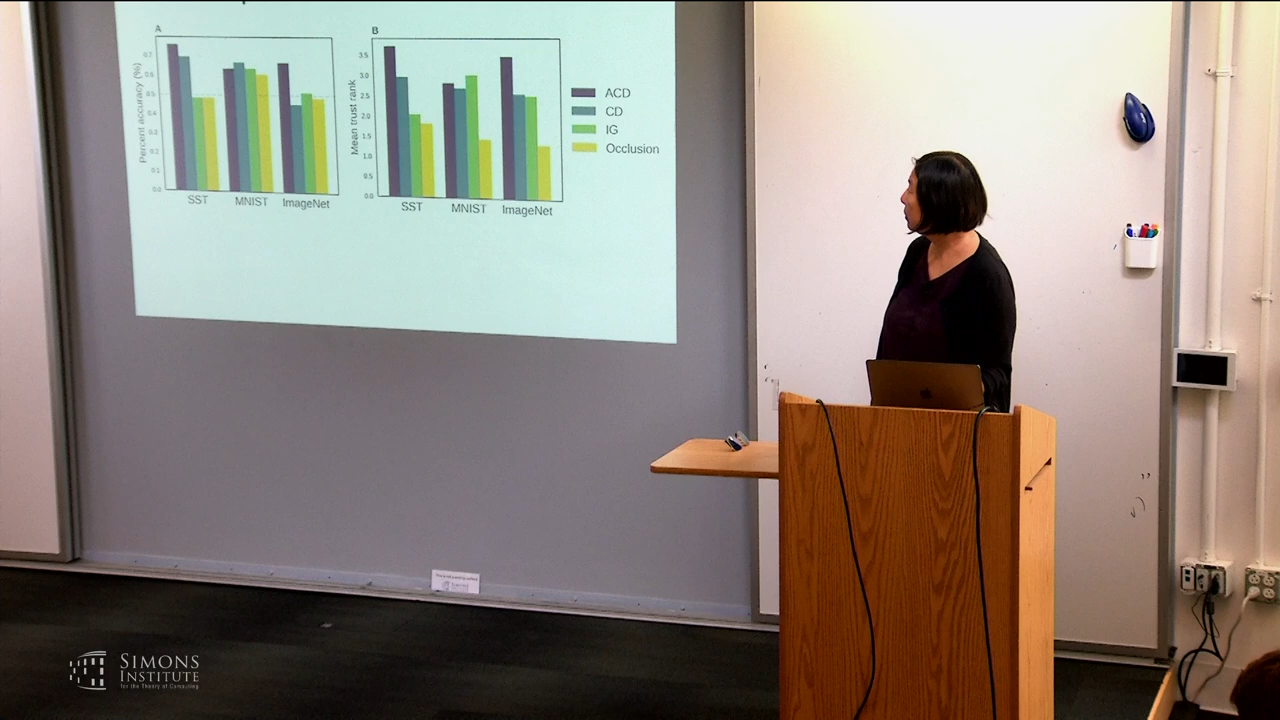 A
B
Percent accuracy (%)
0.7
0.6
0.5
0.4
0.3
0.2
0.1
0.0
SST
MNIST
ImageNet
Mean trust rank
3.5
3.0
2.5
2.0
1.5
1.0
0.5
0.0
SST
MNIST
ImageNet
ACD
CD
IG
Occlusion
SIMONS
INSTITUTE
for the Theory of Computing